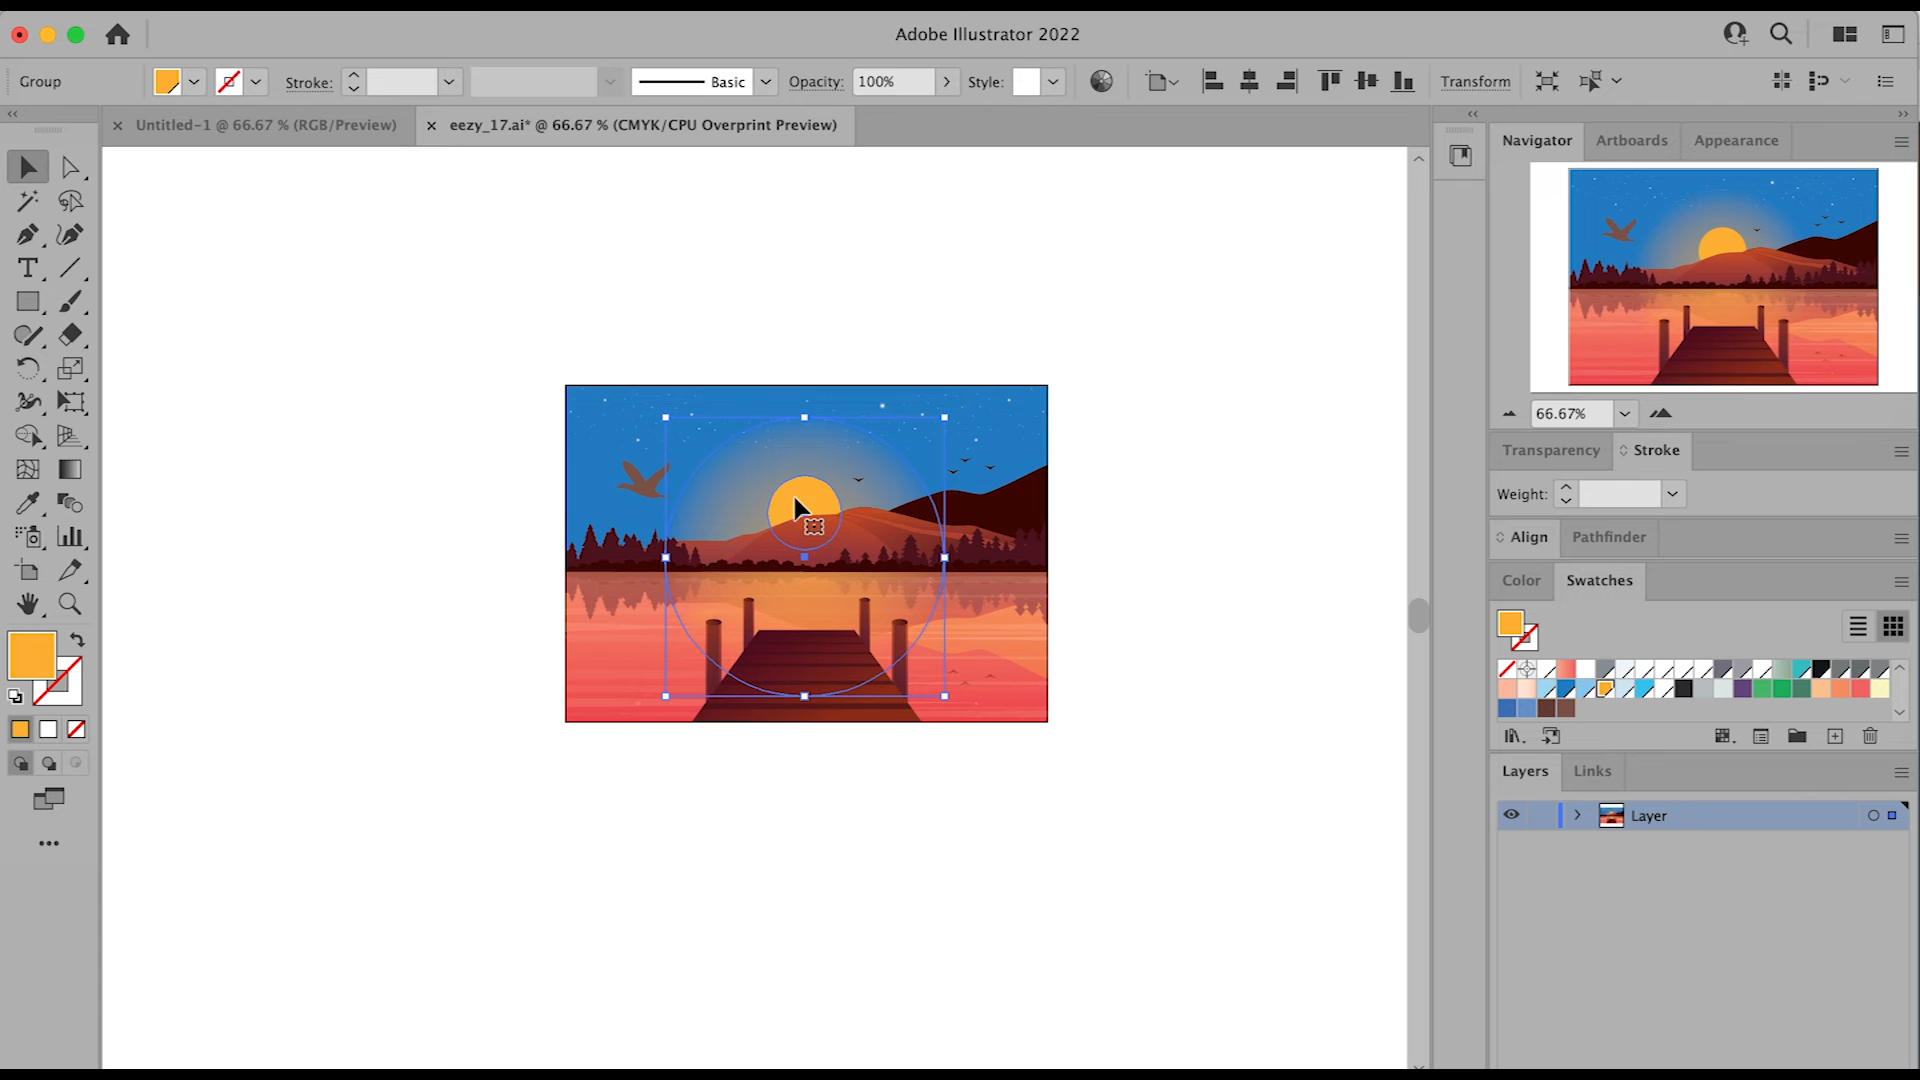 Adobe Illustrator 2022
Group
Stroke:
Basic
Opacity:
100%
Style:
Transform
Untitled-1 @ 66.67 % (RGB/Preview)
eezy_17.ai* @ 66.67 % (CMYK/CPU Overprint Preview)
Navigator
Artboards
Appearance
66.67%
Transparency
Stroke
Weight:
Align
Pathfinder
Color
Swatches
Layers
Links
Layer